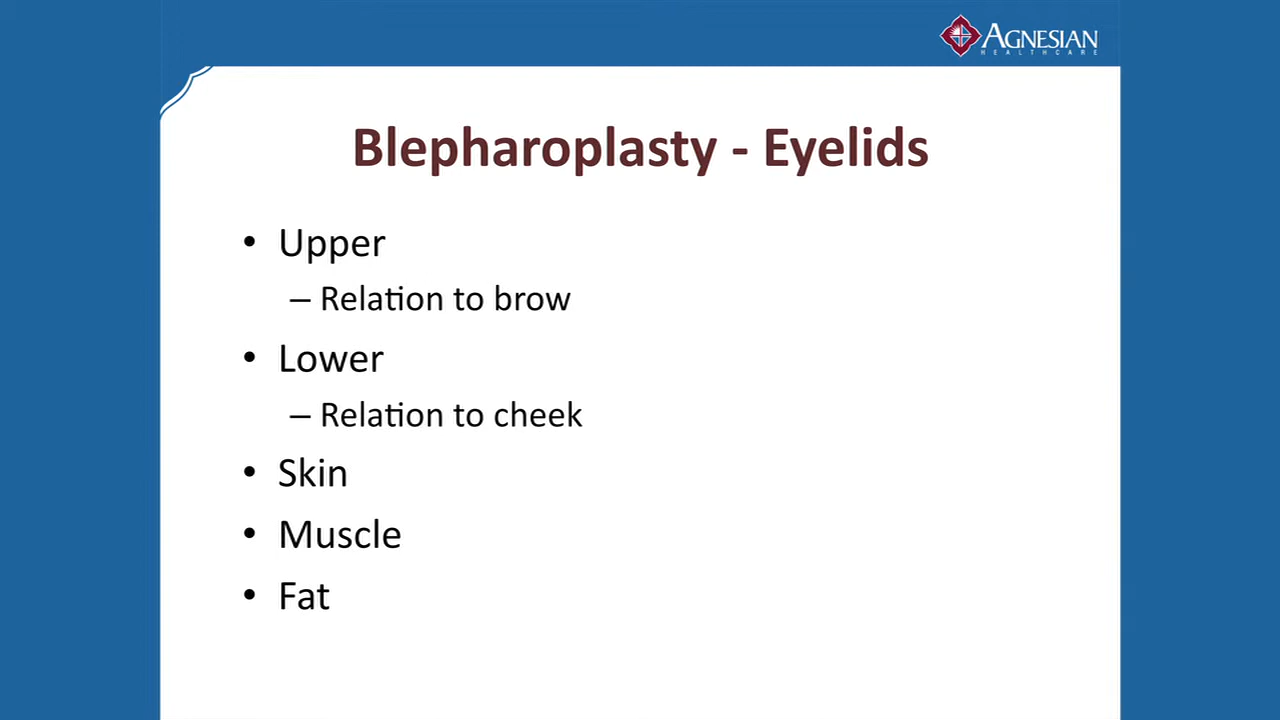 AGNESIAN
HEALTHCARE
Blepharoplasty - Eyelids
• Upper
– Relation to brow
• Lower
– Relation to cheek
• Skin
• Muscle
• Fat